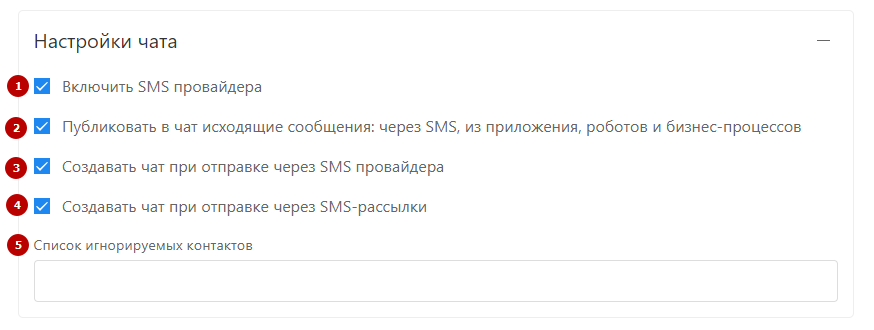 Настройки чата
1 Включить SMS провайдера
2 Публиковать в чат исходящие сообщения: через SMS, из приложения, роботов и бизнес-процессов
3 Создавать чат при отправке через SMS провайдера
4 Создавать чат при отправке через SMS-рассылки
5 Список игнорируемых контактов